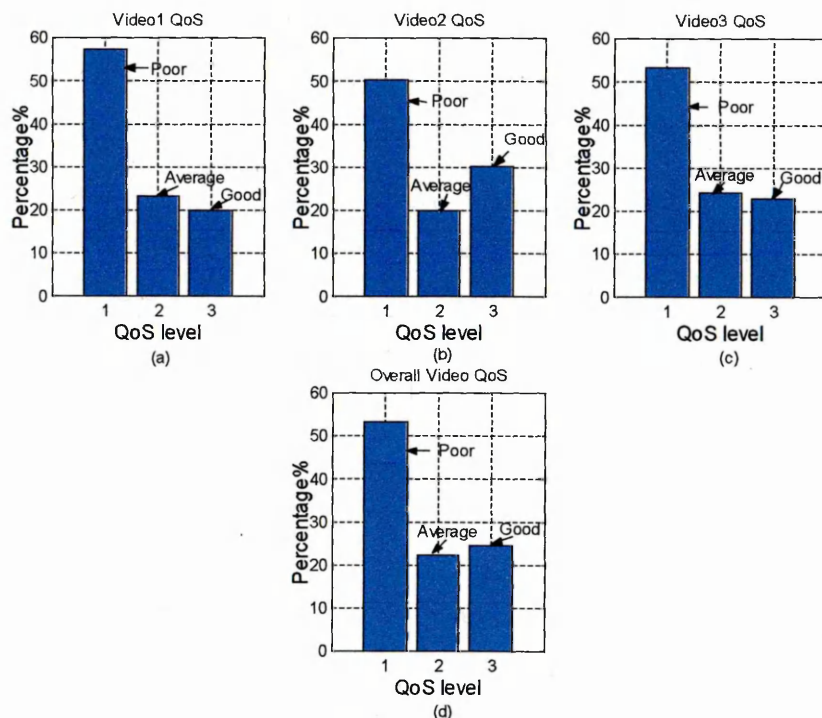 Video1 QoS
60
50
40
30
20
10
0
Percentage%
Poor
Average
Good
1 2 3
QoS level
(a)
Video2 QoS
60
50
40
30
20
10
0
Percentage%
Poor
Average
Good
1 2 3
QoS level
(b)
Video3 QoS
60
50
40
30
20
10
0
Percentage%
Poor
Average
Good
1 2 3
QoS level
(c)
Overall Video QoS
60
50
40
30
20
10
0
Percentage%
Poor
Average
Good
1 2 3
QoS level
(d)